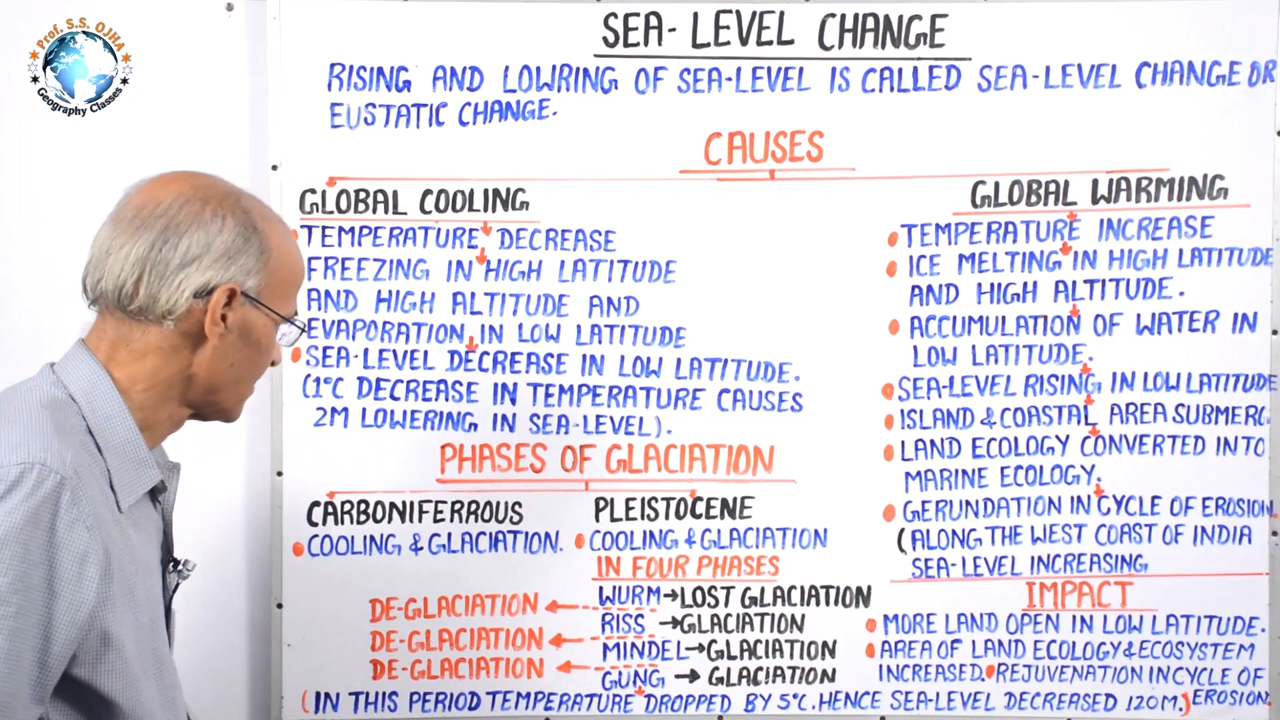 Prof. S.S. OJHA
Geography Classes
SEA-LEVEL CHANGE
RISING AND LOWRING OF SEA-LEVEL IS CALLED SEA-LEVEL CHANGE OR
EUSTATIC CHANGE.
CAUSES
GLOBAL COOLING
TEMPERATURE DECREASE
FREEZING IN HIGH LATITUDE
AND HIGH ALTITUDE AND
EVAPORATION IN LOW LATITUDE
SEA-LEVEL DECREASE IN LOW LATITUDE.
(1°C DECREASE IN TEMPERATURE CAUSES
2M LOWERING IN SEA-LEVEL).
GLOBAL WARMING
TEMPERATURE INCREASE
ICE MELTING IN HIGH LATITUDE
AND HIGH ALTITUDE.
ACCUMULATION OF WATER IN
LOW LATITUDE.
SEA-LEVEL RISING IN LOW LATITUDE
ISLAND & COASTAL AREA SUBMERG
LAND ECOLOGY CONVERTED INTO
MARINE ECOLOGY.
GERUNDATION IN CYCLE OF EROSION.
(ALONG THE WEST COAST OF INDIA
SEA-LEVEL INCREASING
PHASES OF GLACIATION
CARBONIFERROUS
COOLING & GLACIATION.
PLEISTOCENE
COOLING & GLACIATION
IN FOUR PHASES
WURM→LOST GLACIATION
DE-GLACIATION
RISS →GLACIATION
DE-GLACIATION
MINDEL→GLACIATION
DE-GLACIATION
GUNG → GLACIATION
(IN THIS PERIOD TEMPERATURE DROPPED BY 5°C. HENCE SEA-LEVEL DECREASED 120M.)
IMPACT
MORE LAND OPEN IN LOW LATITUDE.
AREA OF LAND ECOLOGY & ECOSYSTEM
INCREASED. REJUVENATION IN CYCLE OF
EROSION.